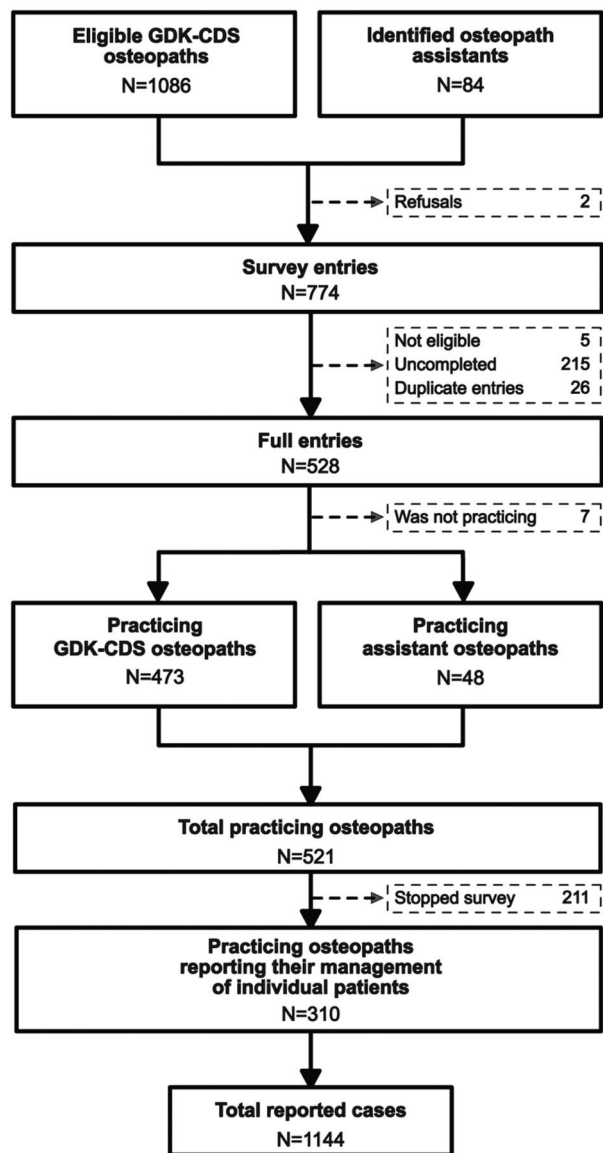 Eligible GDK-CDS
osteopaths
N=1086
Identified osteopath
assistants
N=84
Refusals 2
Survey entries
N=774
Not eligible 5
Uncompleted 215
Duplicate entries 26
Full entries
N=528
Was not practicing 7
Practicing
GDK-CDS osteopaths
N=473
Practicing
assistant osteopaths
N=48
Total practicing osteopaths
N=521
Stopped survey 211
Practicing osteopaths
reporting their management
of individual patients
N=310
Total reported cases
N=1144